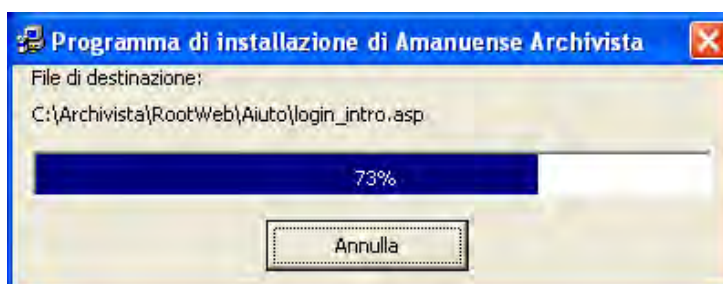 Programma di installazione di Amanuense Archivista
File di destinazione:
C:\Archivista\RootWeb\Aiuto\login_intro.asp
73%
Annulla